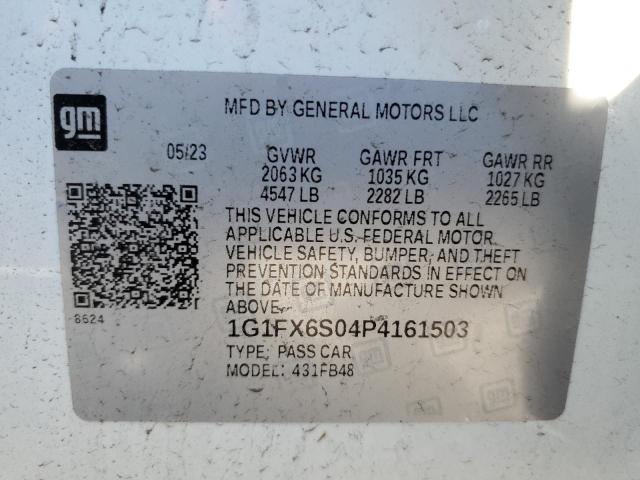 gm
MFD BY GENERAL MOTORS LLC
05/23 GVWR GAWR FRT GAWR RR
2063 KG 1035 KG 1027 KG
4547 LB 2282 LB 2265 LB
THIS VEHICLE CONFORMS TO ALL
APPLICABLE U.S. FEDERAL MOTOR
VEHICLE SAFETY, BUMPER, AND THEFT
PREVENTION STANDARDS IN EFFECT ON
THE DATE OF MANUFACTURE SHOWN
ABOVE.
8624
1G1FX6S04P4161503
TYPE: PASS CAR
MODEL: 431FB48